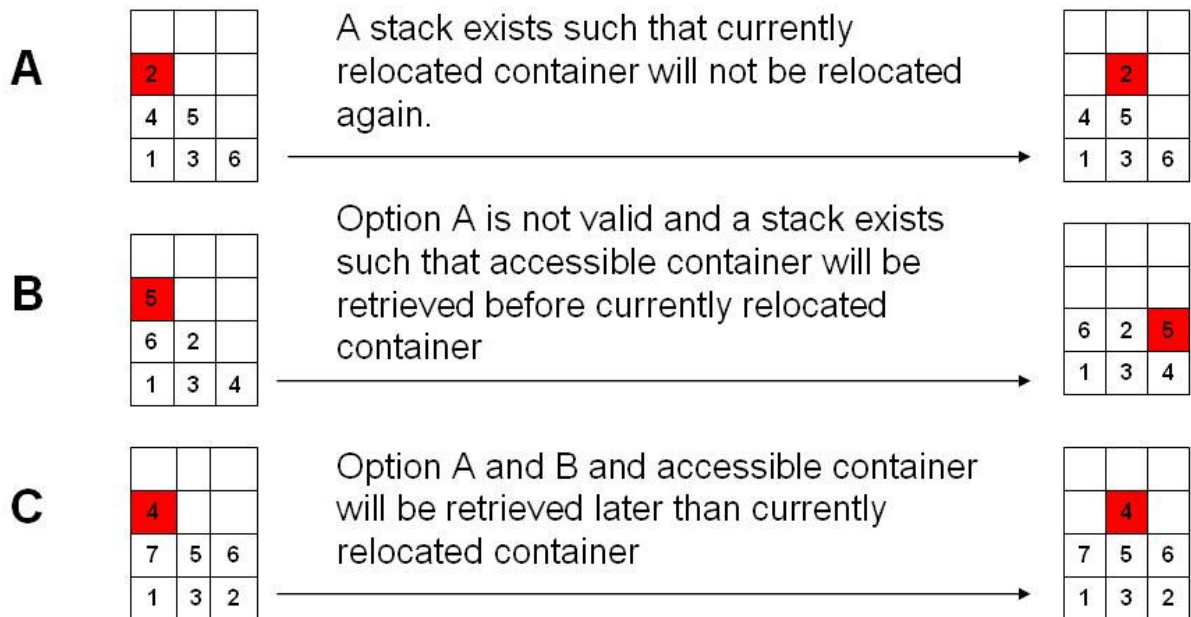 A
2
4 5
1 3 6
A stack exists such that currently
relocated container will not be relocated
again.
2
4 5
1 3 6
B
5
6 2
1 3 4
Option A is not valid and a stack exists
such that accessible container will be
retrieved before currently relocated
container
6 2 5
1 3 4
C
4
7 5 6
1 3 2
Option A and B and accessible container
will be retrieved later than currently
relocated container
4
7 5 6
1 3 2